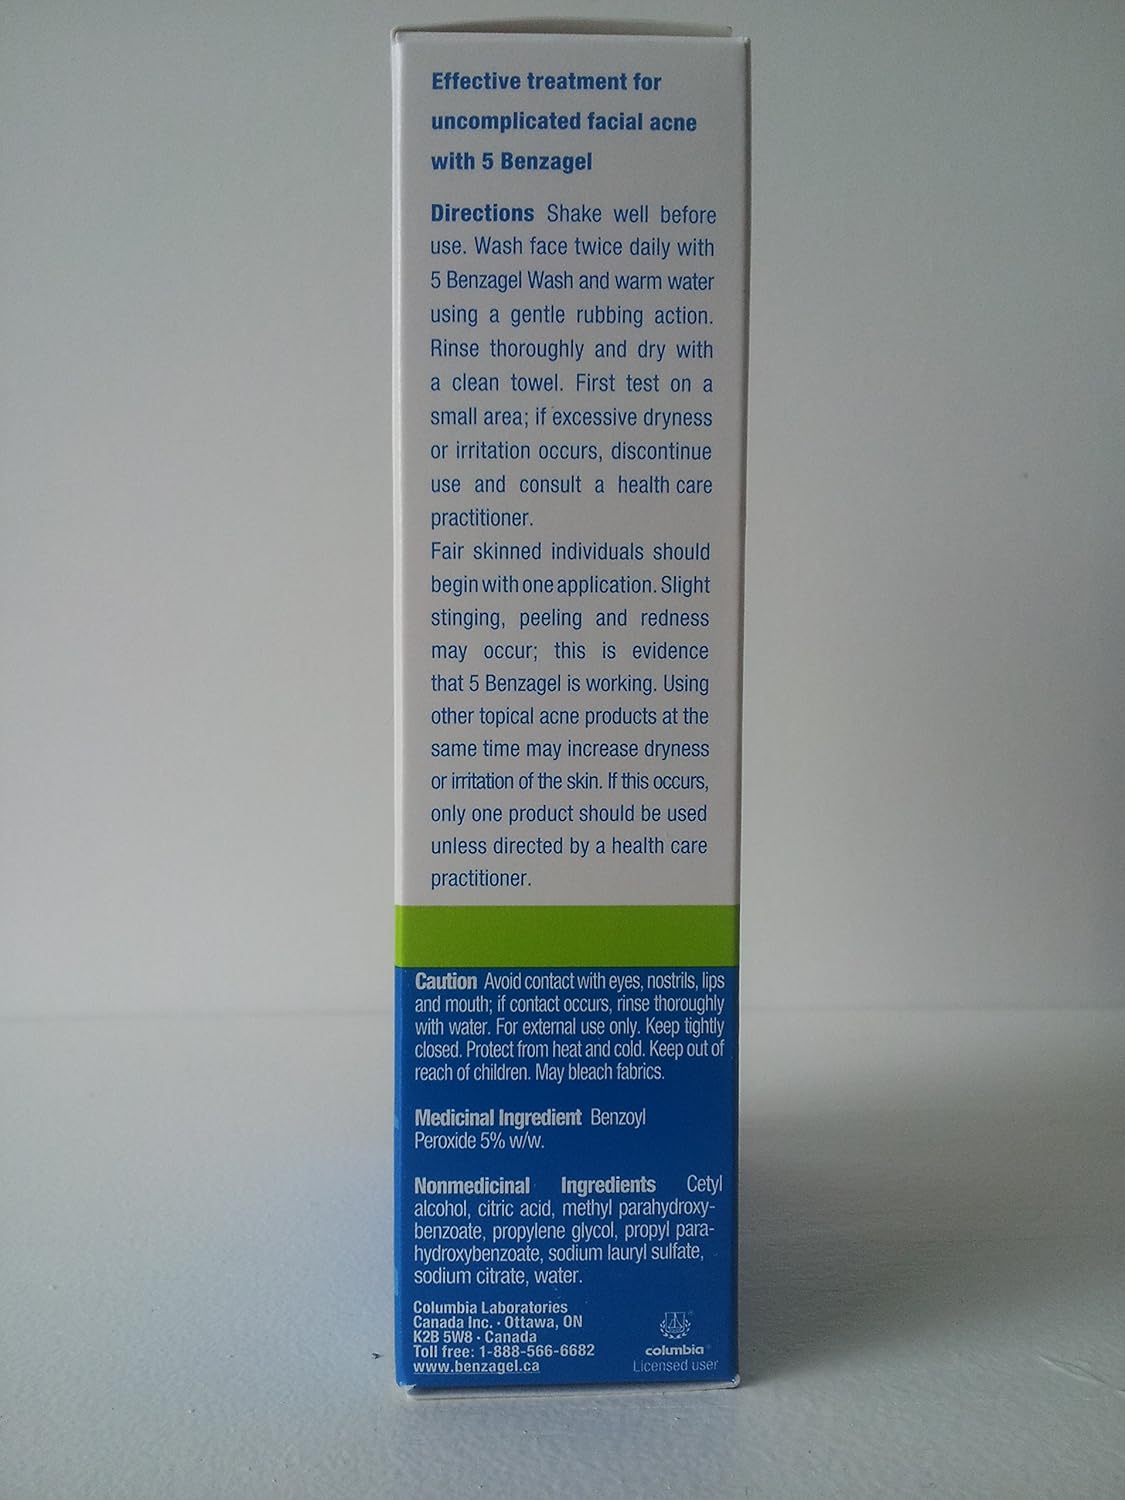 Effective treatment for
uncomplicated facial acne
with 5 Benzagel
Directions Shake well before
use. Wash face twice daily with
5 Benzagel Wash and warm water
using a gentle rubbing action.
Rinse thoroughly and dry with
a clean towel. First test on a
small area; if excessive dryness
or irritation occurs, discontinue
use and consult a health care
practitioner.
Fair skinned individuals should
begin with one application. Slight
stinging, peeling and redness
may occur; this is evidence
that 5 Benzagel is working. Using
other topical acne products at the
same time may increase dryness
or irritation of the skin. If this occurs,
only one product should be used
unless directed by a health care
practitioner.
Caution Avoid contact with eyes, nostrils, lips
and mouth; if contact occurs, rinse thoroughly
with water. For external use only. Keep tightly
closed. Protect from heat and cold. Keep out of
reach of children. May bleach fabrics.
Medicinal Ingredient Benzoyl
Peroxide 5% w/w.
Nonmedicinal Ingredients Cetyl
alcohol, citric acid, methyl parahydroxy-
benzoate, propylene glycol, propyl para-
hydroxybenzoate, sodium lauryl sulfate,
sodium citrate, water.
Columbia Laboratories
Canada Inc. · Ottawa, ON
K2B 5W8 · Canada
Toll free: 1-888-566-6682
www.benzagel.ca
columbia
Licensed user